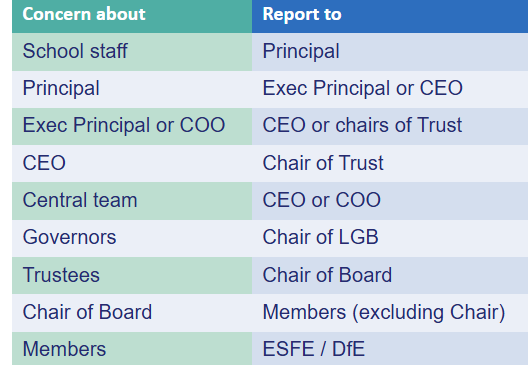 Concern about Report to
School staff Principal
Principal Exec Principal or CEO
Exec Principal or COO CEO or chairs of Trust
CEO Chair of Trust
Central team CEO or COO
Governors Chair of LGB
Trustees Chair of Board
Chair of Board Members (excluding Chair)
Members ESFE / DfE